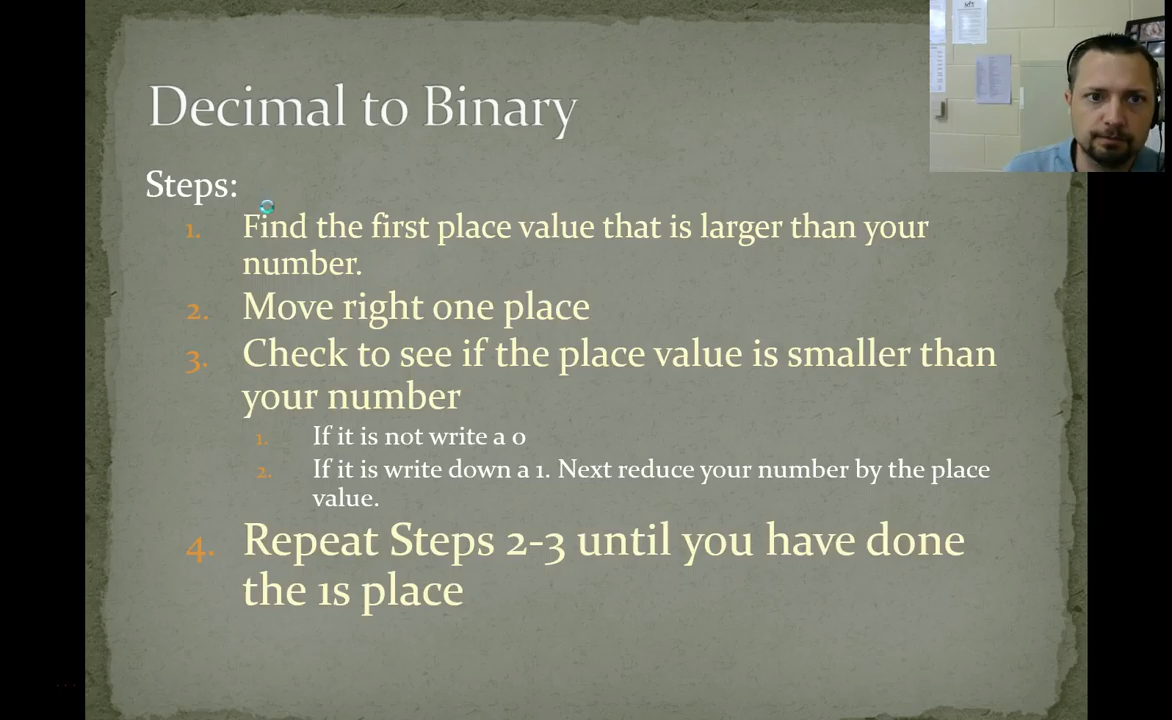 Decimal to Binary
Steps:
1. Find the first place value that is larger than your
number.
2. Move right one place
3. Check to see if the place value is smaller than
your number
1. If it is not write a 0
2. If it is write down a 1. Next reduce your number by the place
value.
4. Repeat Steps 2-3 until you have done
the 1s place